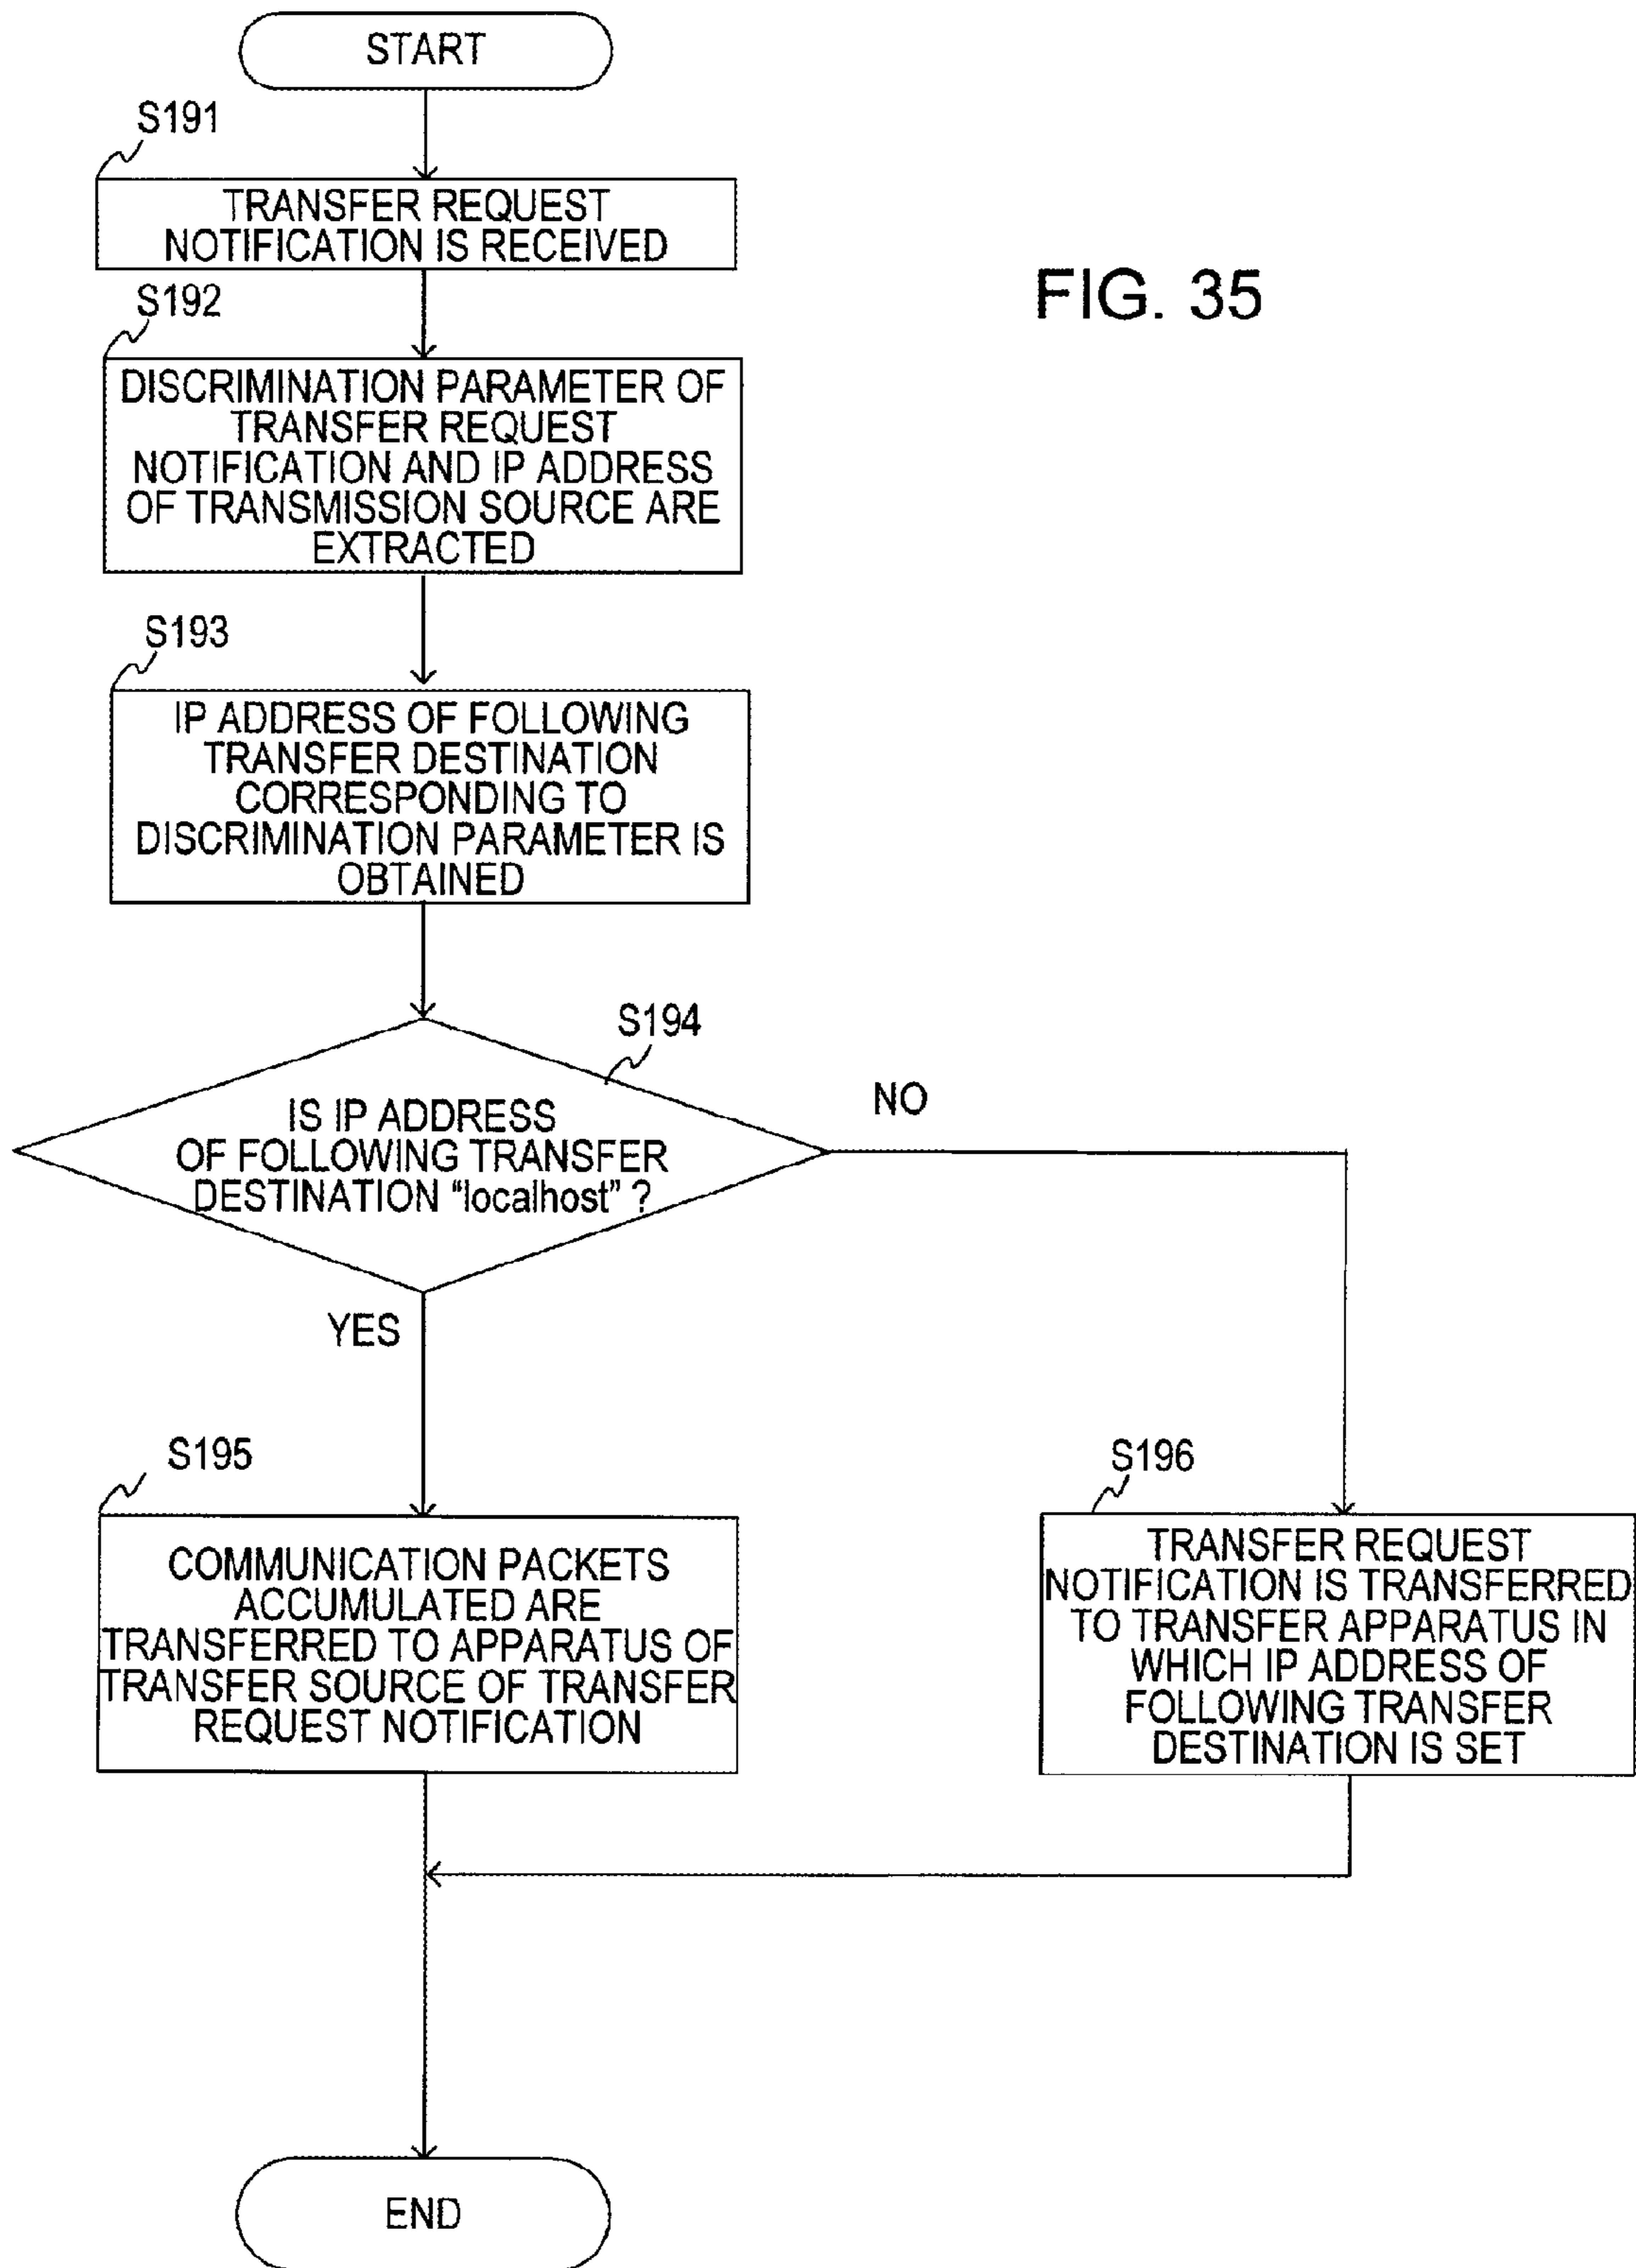 START
S191
TRANSFER REQUEST
NOTIFICATION IS RECEIVED
FIG. 35
S192
DISCRIMINATION PARAMETER OF
TRANSFER REQUEST
NOTIFICATION AND IP ADDRESS
OF TRANSMISSION SOURCE ARE
EXTRACTED
S193
IP ADDRESS OF FOLLOWING
TRANSFER DESTINATION
CORRESPONDING TO
DISCRIMINATION PARAMETER IS
OBTAINED
S194
IS IP ADDRESS
OF FOLLOWING TRANSFER
DESTINATION “localhost” ?
NO
YES
S195
COMMUNICATION PACKETS
ACCUMULATED ARE
TRANSFERRED TO APPARATUS OF
TRANSFER SOURCE OF TRANSFER
REQUEST NOTIFICATION
S196
TRANSFER REQUEST
NOTIFICATION IS TRANSFERRED
TO TRANSFER APPARATUS IN
WHICH IP ADDRESS OF
FOLLOWING TRANSFER
DESTINATION IS SET
END